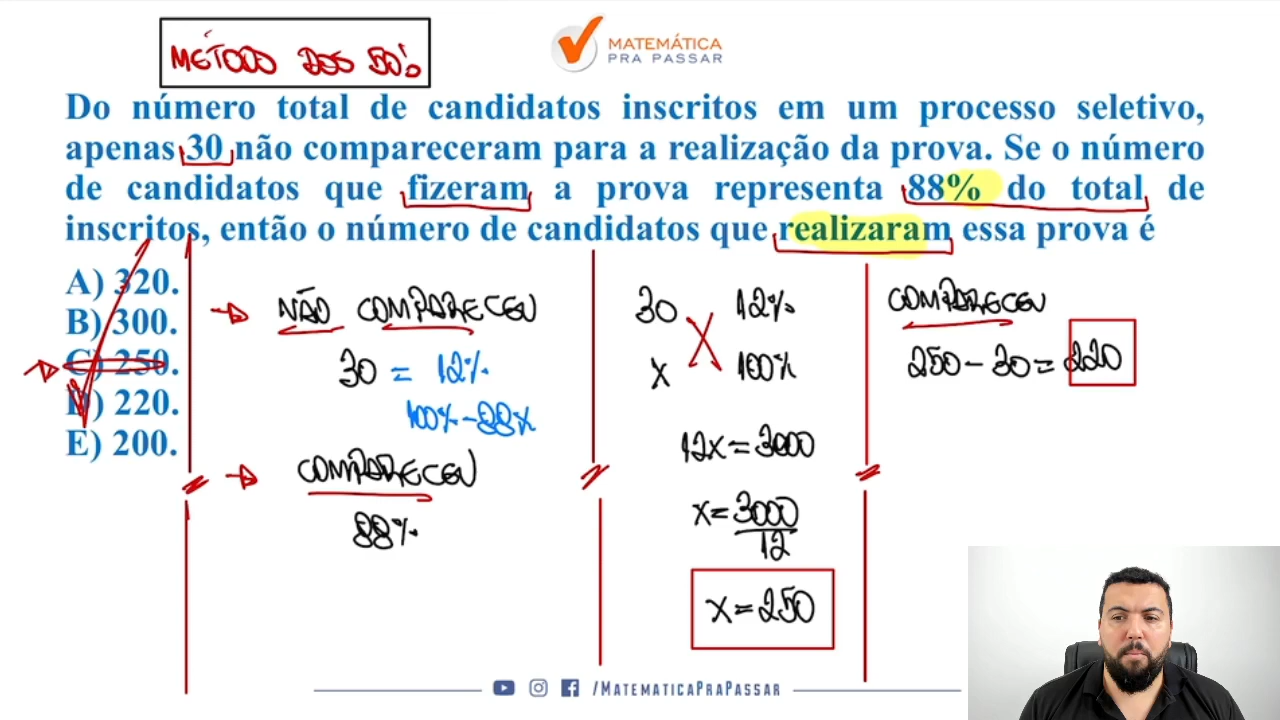 MÉTODO DOS 50%
MATEMÁTICA
PRA PASSAR
Do número total de candidatos inscritos em um processo seletivo,
apenas 30 não compareceram para a realização da prova. Se o número
de candidatos que fizeram a prova representa 88% do total de
inscritos, então o número de candidatos que realizaram essa prova é
A) 320.
B) 300.
C) 250.
D) 220.
E) 200.
NÃO COMPARECEU
30 = 12%
100% - 88%
COMPARECEU
88%
30 12%
x 100%
12x = 3000
x = 3000
12
x = 250
COMPARECEU
250 - 30 = 220
/MATEMATICAPRAPASSAR